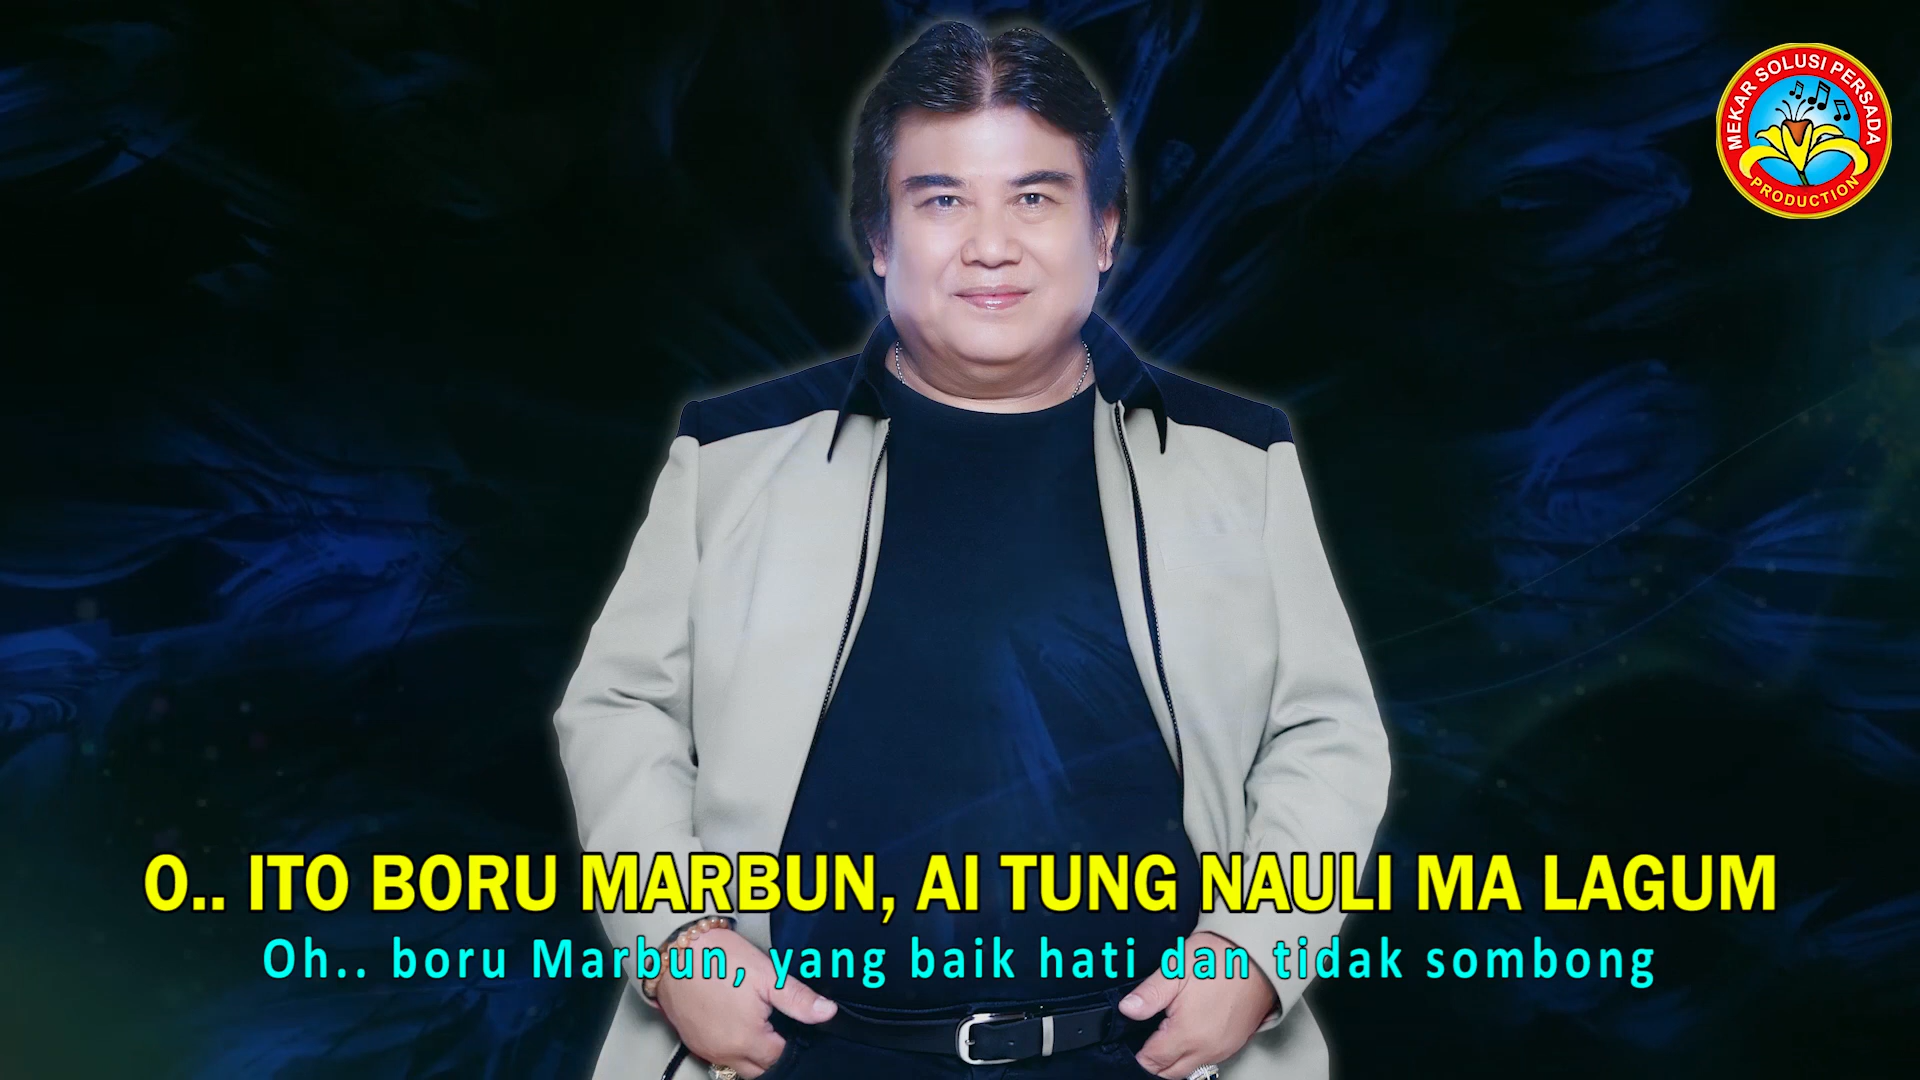 MEKAR SOLUSI PERSADA
PRODUCTION
O.. ITO BORU MARBUN, AI TUNG NAULI MA LAGUM
Oh.. boru Marbun, yang baik hati dan tidak sombong